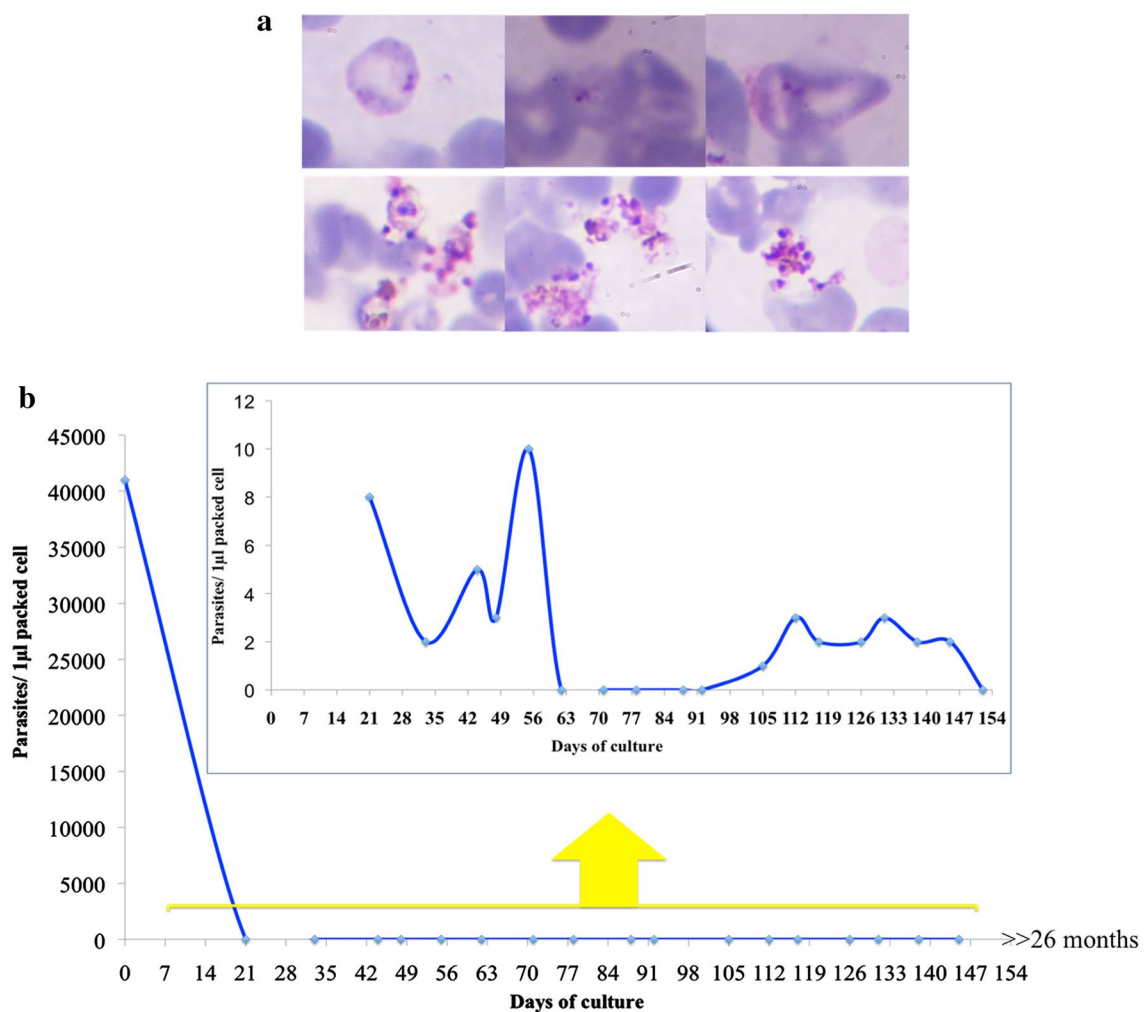 a
b
Parasites/ 1µl packed cell
45000
40000
35000
30000
25000
20000
15000
10000
5000
0
0 7 14 21 28 35 42 49 56 63 70 77 84 91 98 105 112 119 126 133 140 147 154
Days of culture
>>26 months
Parasites/ 1µl packed cell
12
10
8
6
4
2
0
0 7 14 21 28 35 42 49 56 63 70 77 84 91 98 105 112 119 126 133 140 147 154
Days of culture